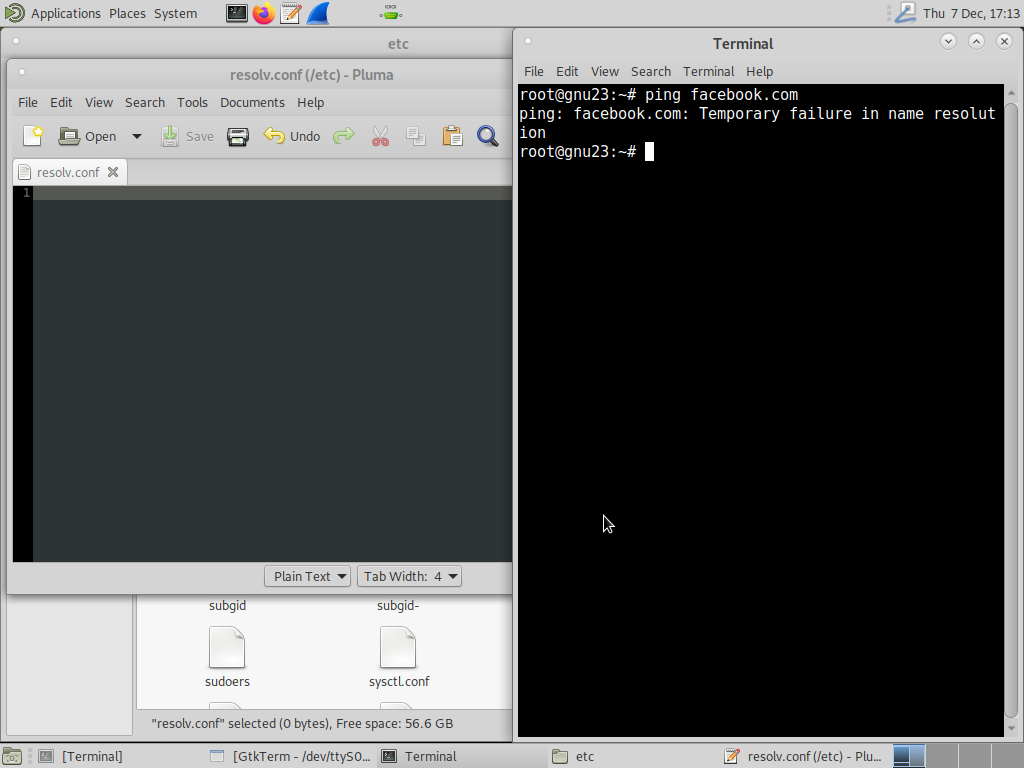 Applications Places System
Thu 7 Dec, 17:13
etc
resolv.conf (/etc) - Pluma
File Edit View Search Tools Documents Help
Open Save Undo
resolv.conf
1
Plain Text Tab Width: 4
subgid subgid-
sudoers sysctl.conf
"resolv.conf" selected (0 bytes), Free space: 56.6 GB
Terminal
File Edit View Search Terminal Help
root@gnu23:~# ping facebook.com
ping: facebook.com: Temporary failure in name resolut
ion
root@gnu23:~#
[Terminal] [GtkTerm - /dev/ttyS0... Terminal etc resolv.conf (/etc) - Plu...